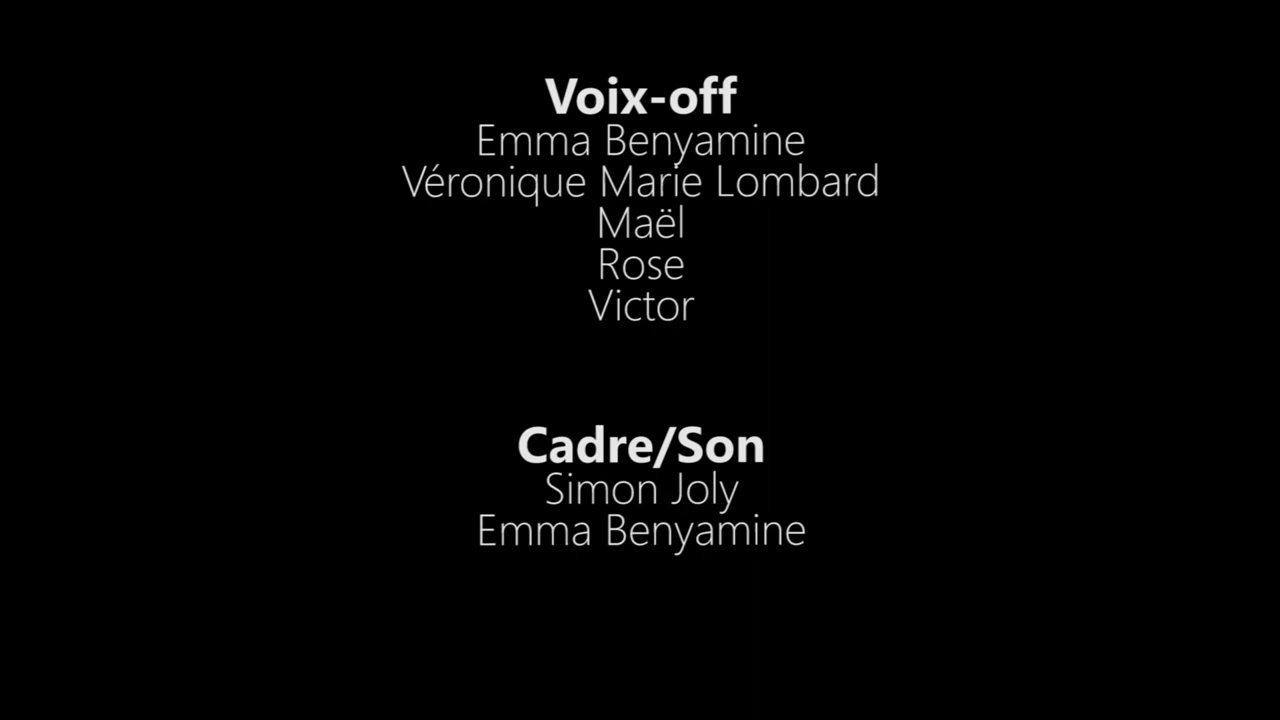 Voix-off
Emma Benyamine
Véronique Marie Lombard
Maël
Rose
Victor
Cadre/Son
Simon Joly
Emma Benyamine